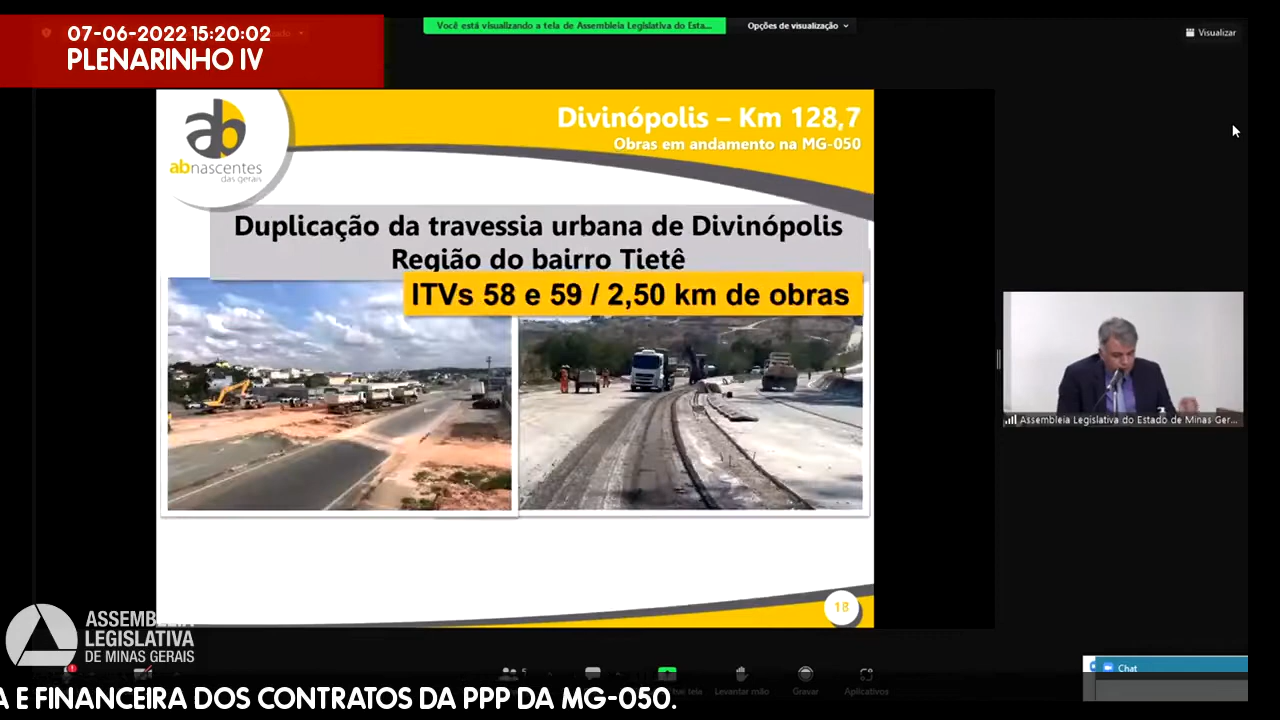 07-06-2022 15:20:02
PLENARINHO IV
Você está visualizando a tela de Assembleia Legislativa do Esta...
Opções de visualização
Visualizar
ab
abnascentes
das gerais
Divinópolis – Km 128,7
Obras em andamento na MG-050
Duplicação da travessia urbana de Divinópolis
Região do bairro Tietê
ITVs 58 e 59 / 2,50 km de obras
Assembleia Legislativa do Estado de Minas Ger...
18
ASSEMBLEIA
LEGISLATIVA
DE MINAS GERAIS
5
tela
Levantar mão
Gravar
Aplicativos
Chat
A E FINANCEIRA DOS CONTRATOS DA PPP DA MG-050.